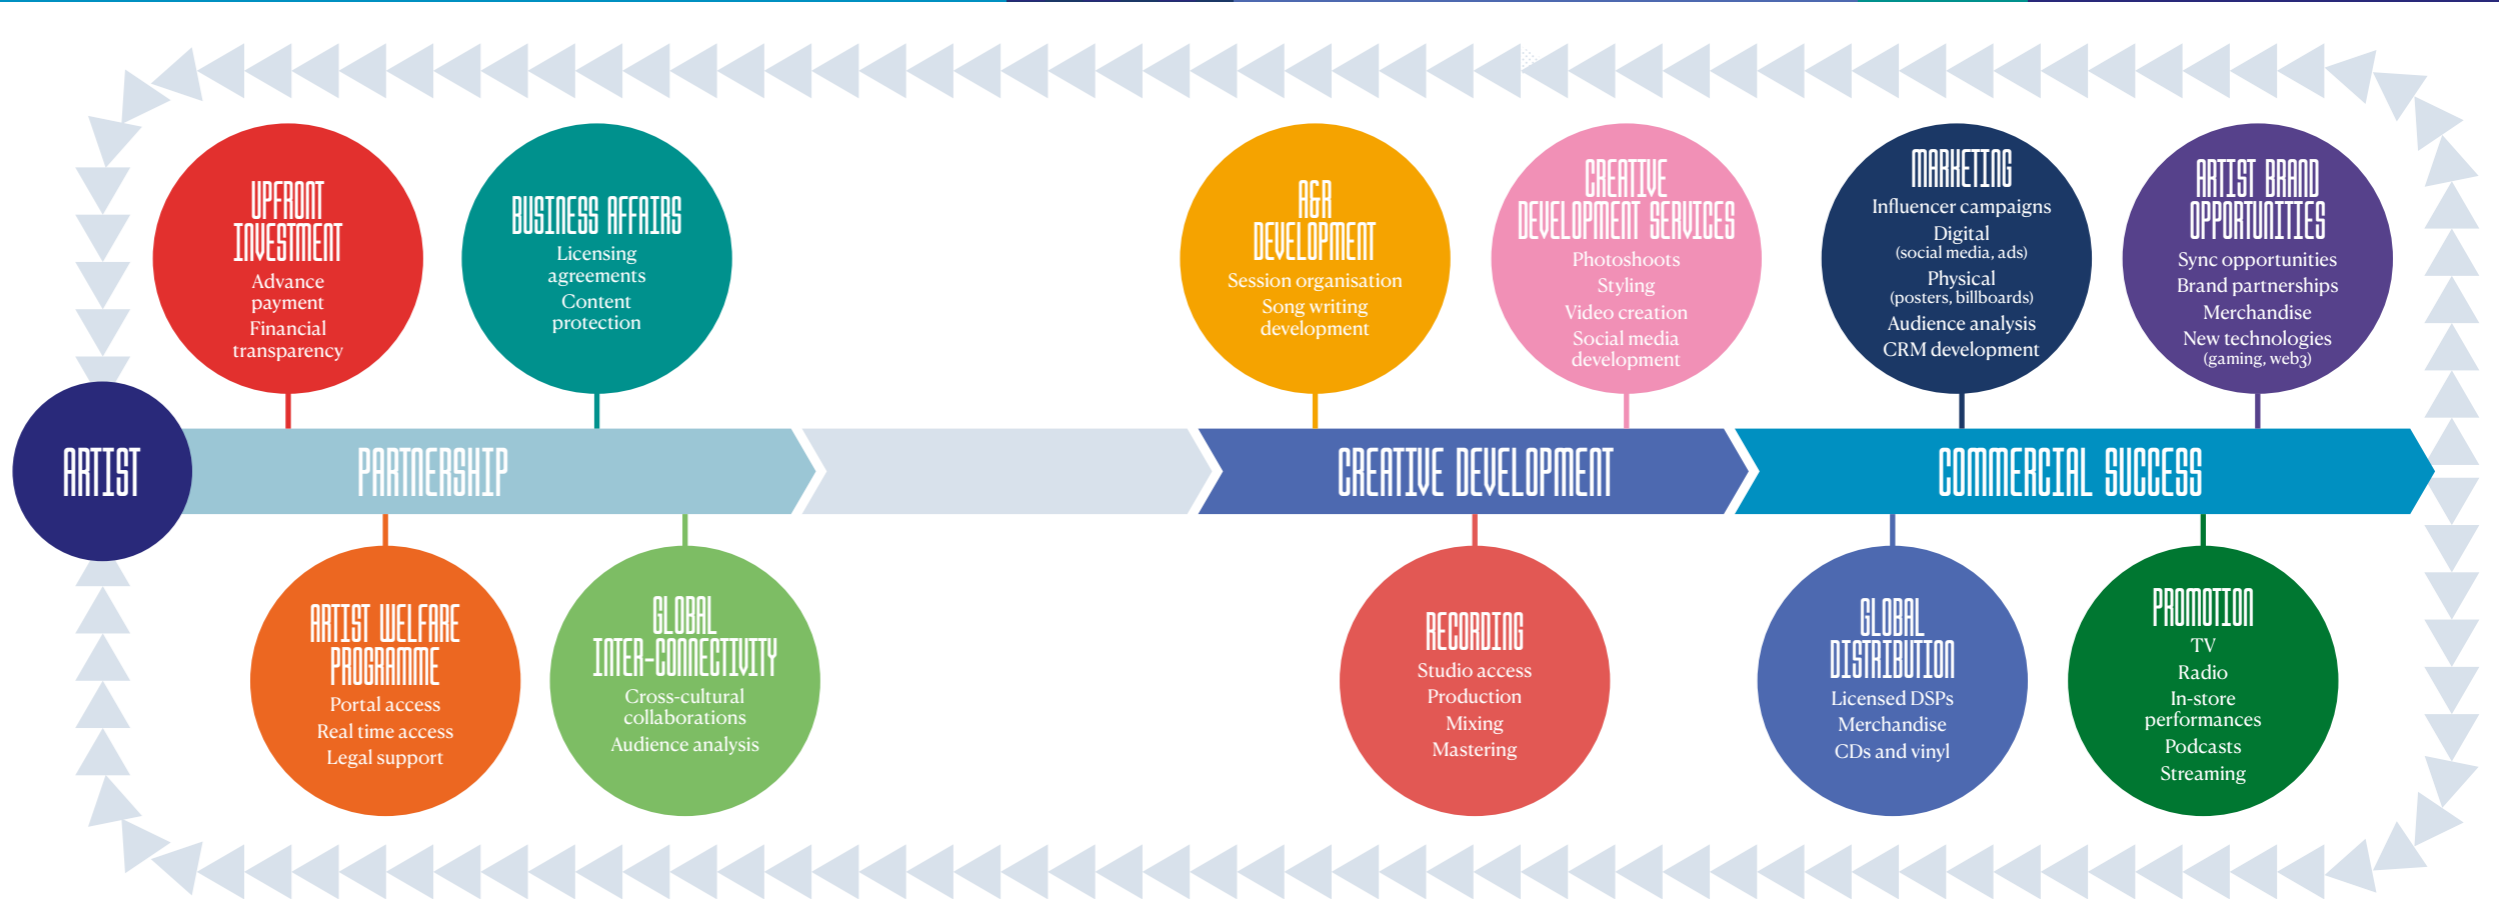 UPFRONT
INVESTMENT
Advance
payment
Financial
transparency
BUSINESS AFFAIRS
Licensing
agreements
Content
protection
A&R
DEVELOPMENT
Session organisation
Song writing
development
CREATIVE
DEVELOPMENT SERVICES
Photoshoots
Styling
Video creation
Social media
development
MARKETING
Influencer campaigns
Digital
(social media, ads)
Physical
(posters, billboards)
Audience analysis
CRM development
ARTIST BRAND
OPPORTUNITIES
Sync opportunities
Brand partnerships
Merchandise
New technologies
(gaming, web3)
ARTIST
PARTNERSHIP
CREATIVE DEVELOPMENT
COMMERCIAL SUCCESS
ARTIST WELFARE
PROGRAMME
Portal access
Real time access
Legal support
GLOBAL
INTER-CONNECTIVITY
Cross-cultural
collaborations
Audience analysis
RECORDING
Studio access
Production
Mixing
Mastering
GLOBAL
DISTRIBUTION
Licensed DSPs
Merchandise
CDs and vinyl
PROMOTION
TV
Radio
In-store
performances
Podcasts
Streaming